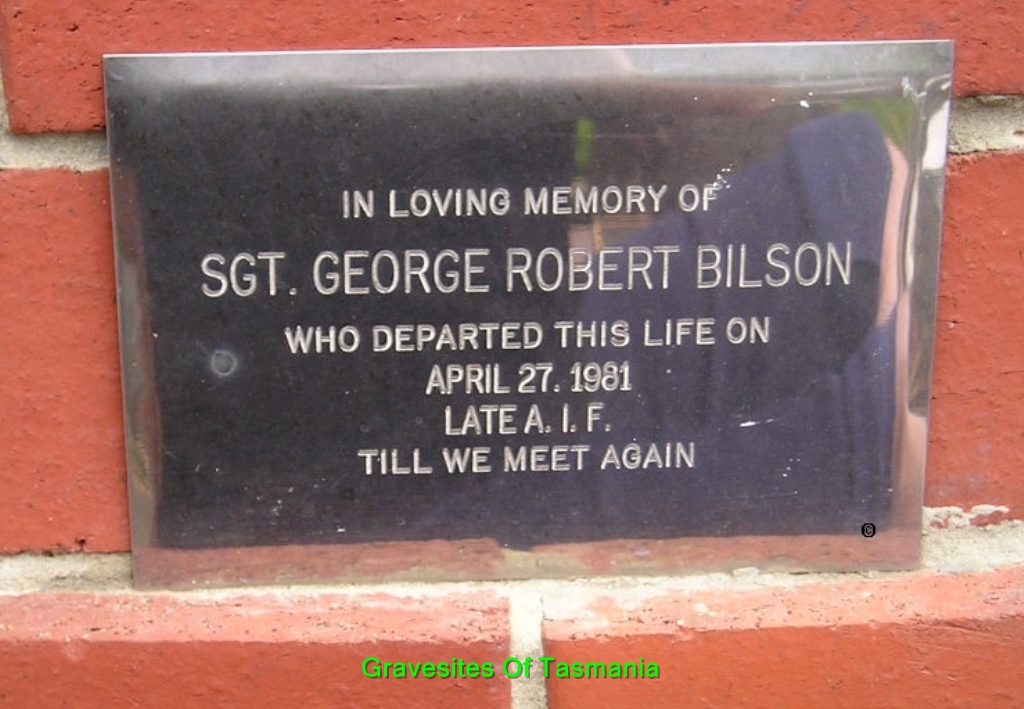 IN LOVING MEMORY OF
SGT. GEORGE ROBERT BILSON
WHO DEPARTED THIS LIFE ON
APRIL 27. 1981
LATE A. I. F.
TILL WE MEET AGAIN
©
Gravesites Of Tasmania